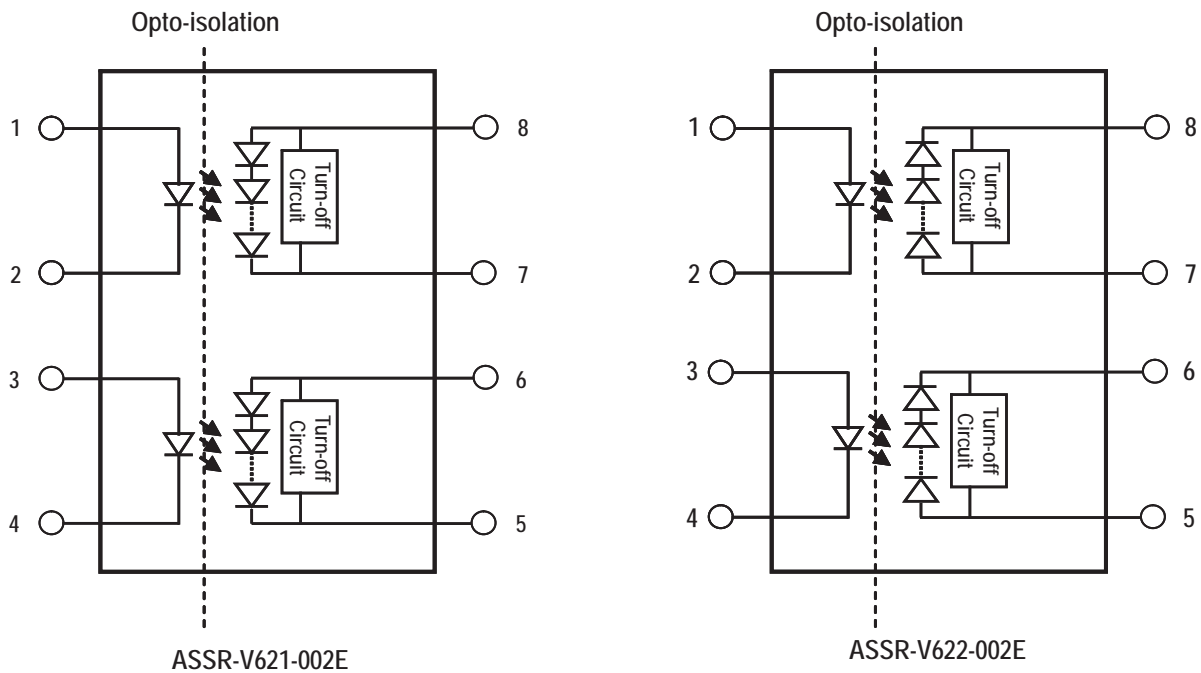 Opto-isolation
1
8
Turn-off
Circuit
2
7
3
6
Turn-off
Circuit
4
5
ASSR-V621-002E
Opto-isolation
1
8
Turn-off
Circuit
2
7
3
6
Turn-off
Circuit
4
5
ASSR-V622-002E